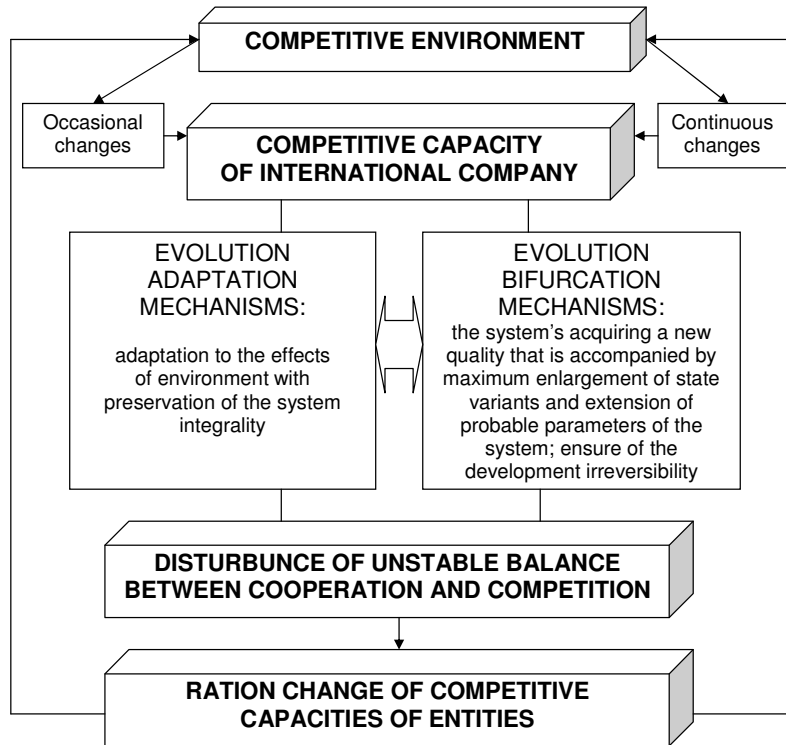 COMPETITIVE ENVIRONMENT
Occasional
changes
Continuous
changes
COMPETITIVE CAPACITY
OF INTERNATIONAL COMPANY
EVOLUTION
ADAPTATION
MECHANISMS:
adaptation to the effects
of environment with
preservation of the system
integrality
EVOLUTION
BIFURCATION
MECHANISMS:
the system's acquiring a new
quality that is accompanied by
maximum enlargement of state
variants and extension of
probable parameters of the
system; ensure of the
development irreversibility
DISTURBUNCE OF UNSTABLE BALANCE
BETWEEN COOPERATION AND COMPETITION
RATION CHANGE OF COMPETITIVE
CAPACITIES OF ENTITIES